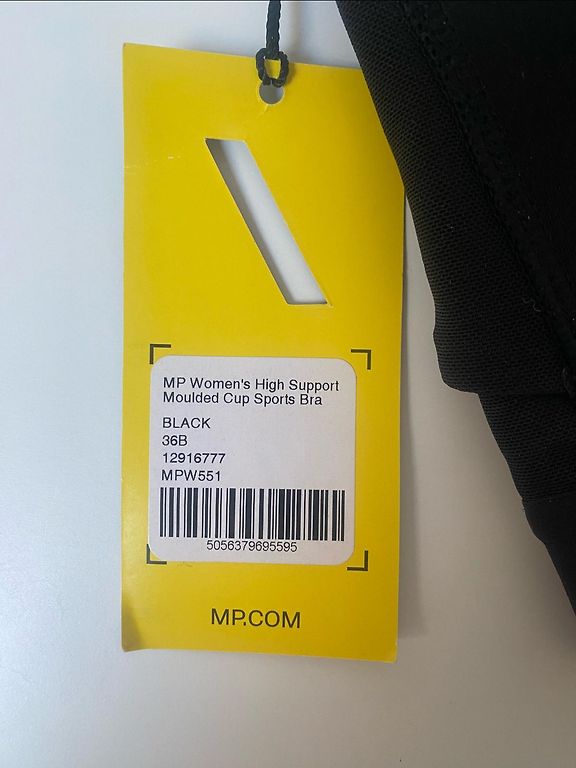 MP Women's High Support
Moulded Cup Sports Bra
BLACK
36B
12916777
MPW551
5056379695595
MP.COM